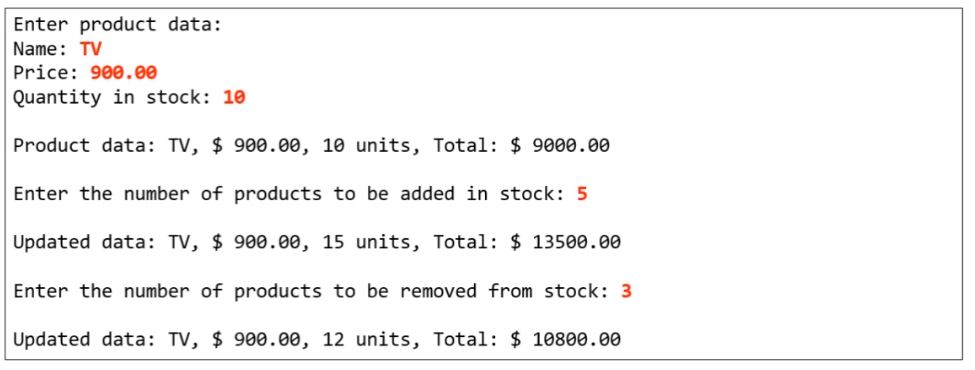 Enter product data:
Name: TV
Price: 900.00
Quantity in stock: 10
Product data: TV, $ 900.00, 10 units, Total: $ 9000.00
Enter the number of products to be added in stock: 5
Updated data: TV, $ 900.00, 15 units, Total: $ 13500.00
Enter the number of products to be removed from stock: 3
Updated data: TV, $ 900.00, 12 units, Total: $ 10800.00